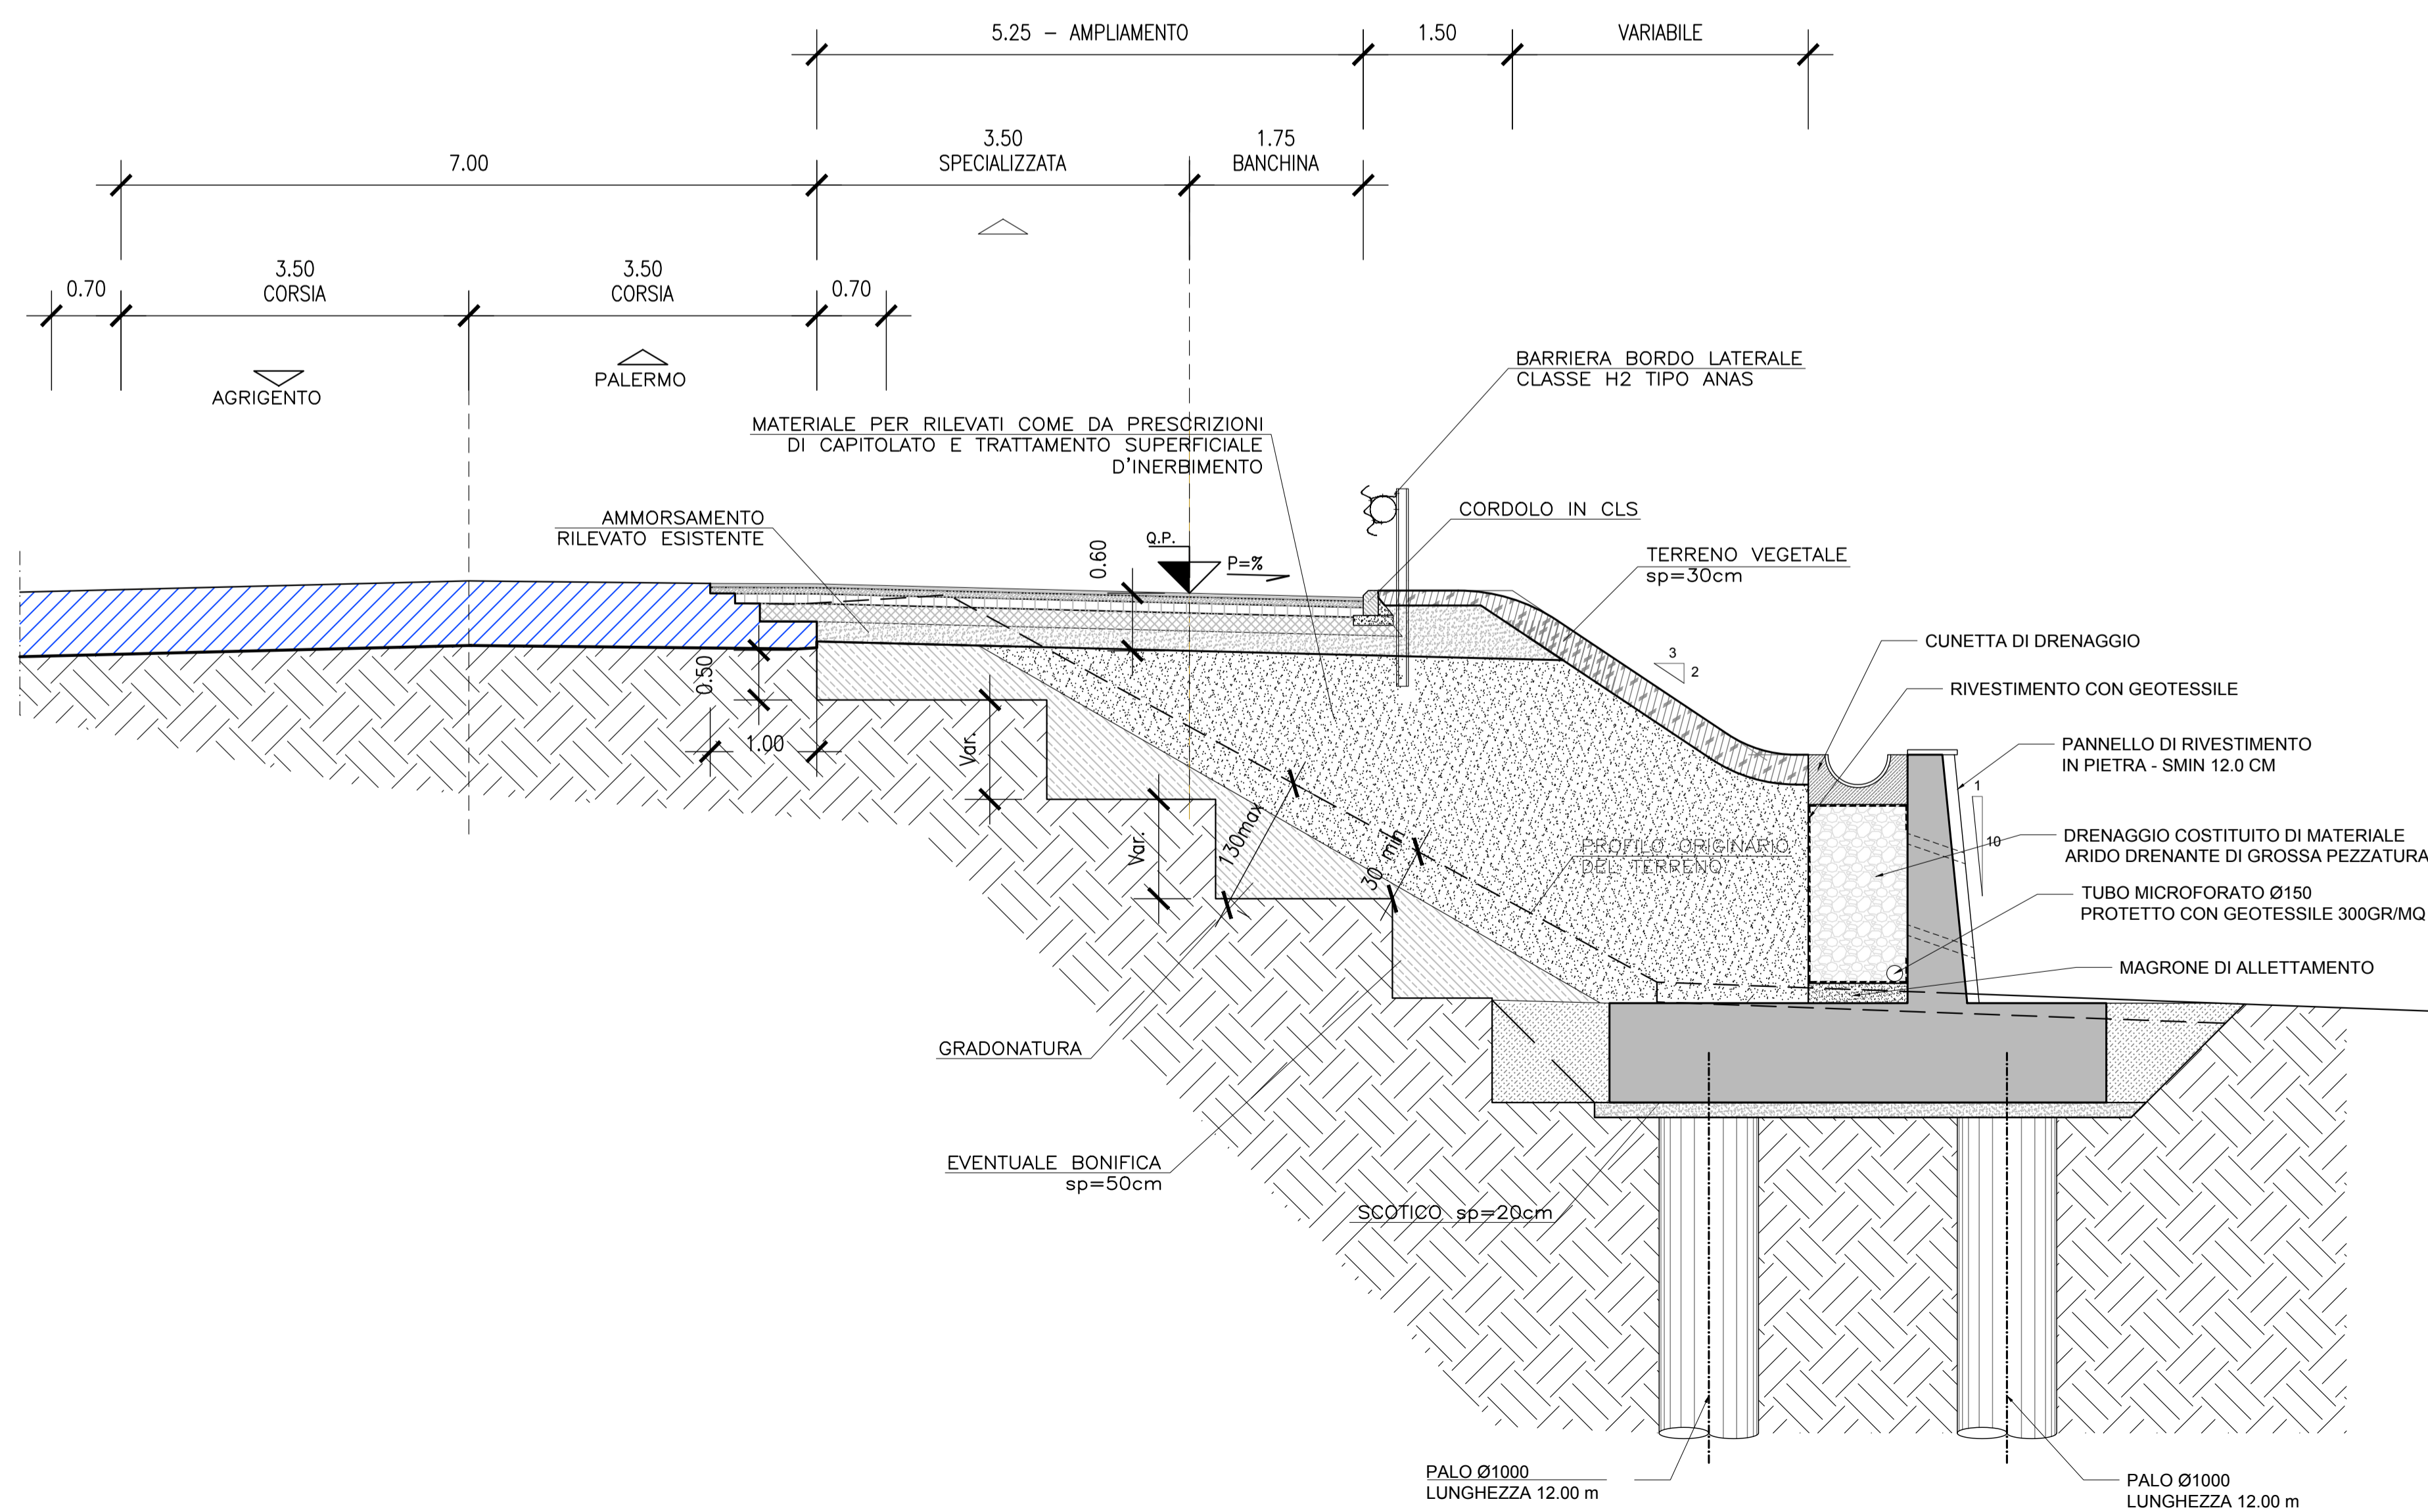 5.25 – AMPLIAMENTO
1.50
VARIABILE
7.00
3.50
SPECIALIZZATA
1.75
BANCHINA
0.70
3.50
CORSIA
3.50
CORSIA
0.70
AGRIGENTO
PALERMO
BARRIERA BORDO LATERALE
CLASSE H2 TIPO ANAS
MATERIALE PER RILEVATI COME DA PRESCRIZIONI
DI CAPITOLATO E TRATTAMENTO SUPERFICIALE
D'INERBIMENTO
AMMORSAMENTO
RILEVATO ESISTENTE
CORDOLO IN CLS
0.60
Q.P.
P=%
TERRENO VEGETALE
sp=30cm
3
2
CUNETTA DI DRENAGGIO
RIVESTIMENTO CON GEOTESSILE
0.50
1.00
Var.
PANNELLO DI RIVESTIMENTO
IN PIETRA - SMIN 12.0 CM
1
10
Var.
130max
30 min
PROFILO ORIGINARIO
DEL TERRENO
DRENAGGIO COSTITUITO DI MATERIALE
ARIDO DRENANTE DI GROSSA PEZZATURA
TUBO MICROFORATO Ø150
PROTETTO CON GEOTESSILE 300GR/MQ
MAGRONE DI ALLETTAMENTO
GRADONATURA
EVENTUALE BONIFICA
sp=50cm
SCOTICO sp=20cm
PALO Ø1000
LUNGHEZZA 12.00 m
PALO Ø1000
LUNGHEZZA 12.00 m